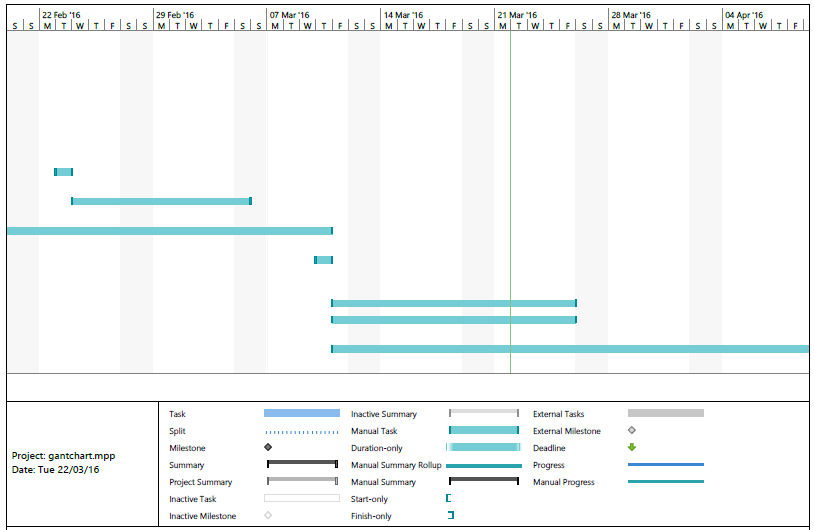 22 Feb '16 29 Feb '16 07 Mar '16 14 Mar '16 21 Mar '16 28 Mar '16 04 Apr '16
S S M T W T F S S M T W T F S S M T W T F S S M T W T F S S M T W T F S S M T W T F S S M T W T F
Task Inactive Summary External Tasks
Split Manual Task External Milestone
Milestone Duration-only Deadline
Summary Manual Summary Rollup Progress
Project Summary Manual Summary Manual Progress
Inactive Task Start-only
Inactive Milestone Finish-only
Project: gantchart.mpp
Date: Tue 22/03/16